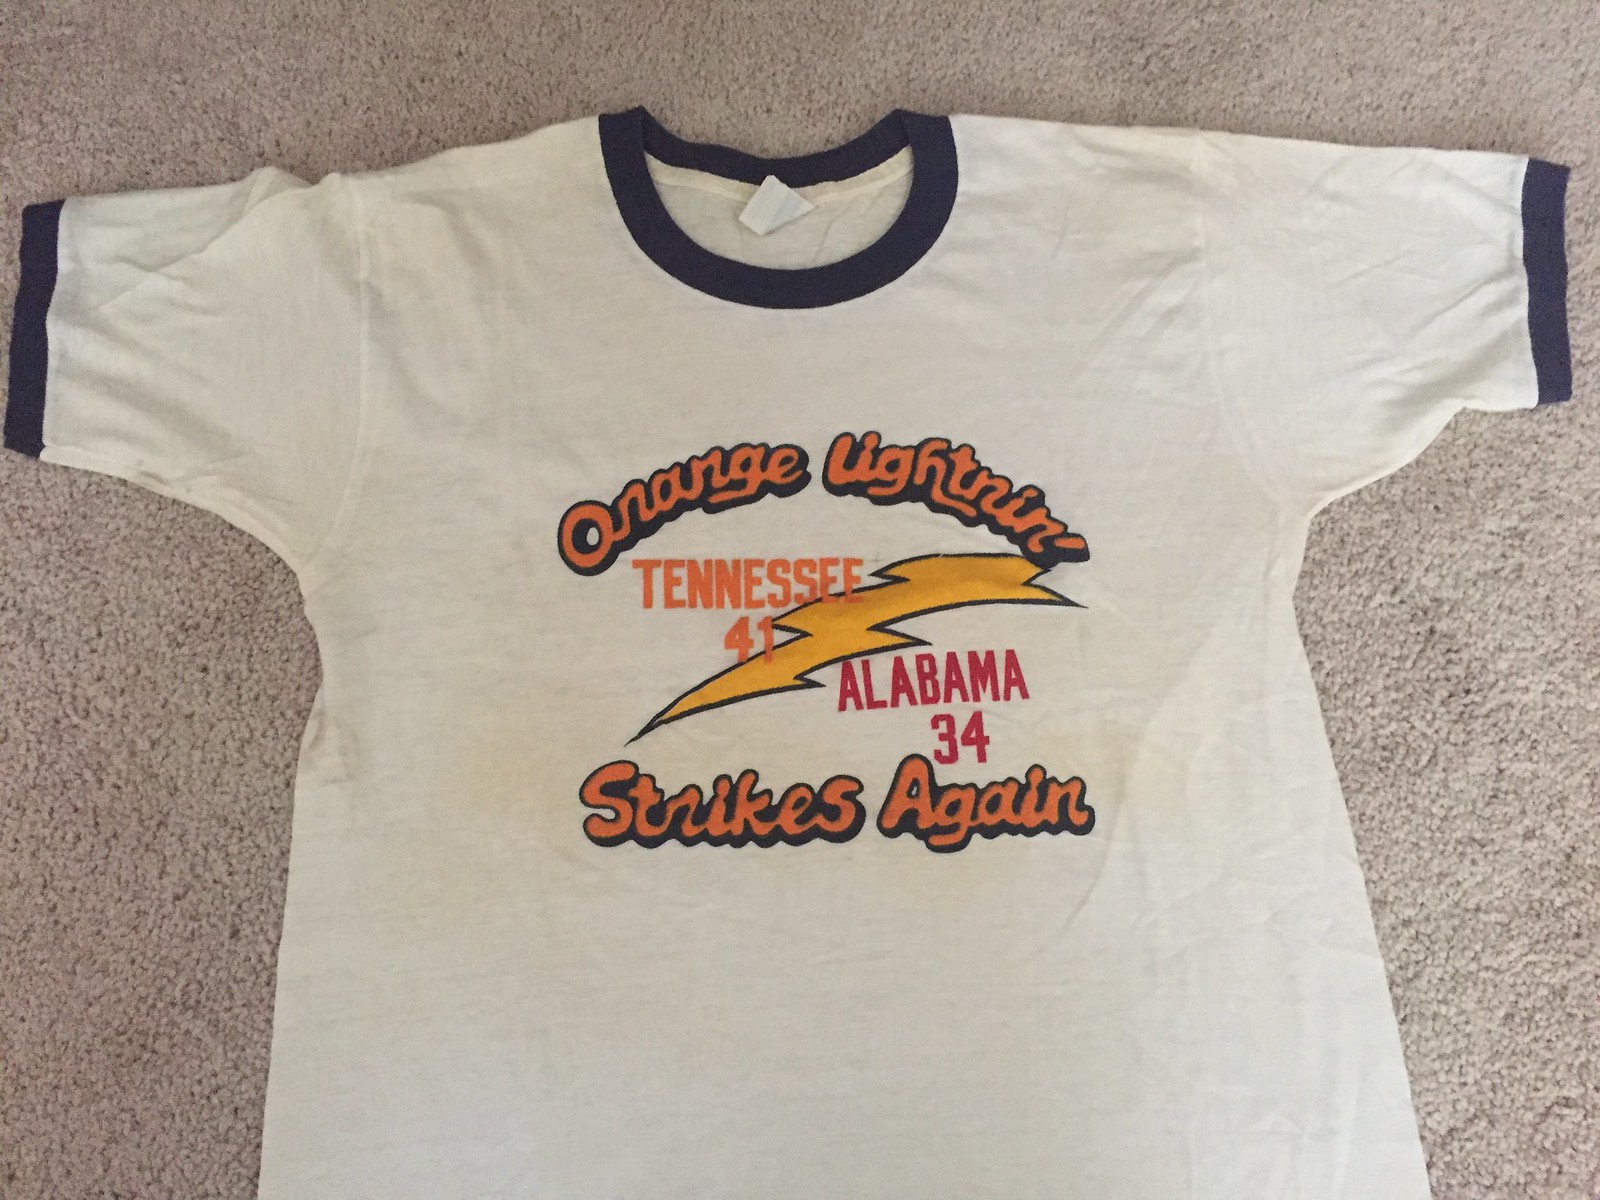 Orange Lightnin'
TENNESSEE
41
ALABAMA
34
Strikes Again